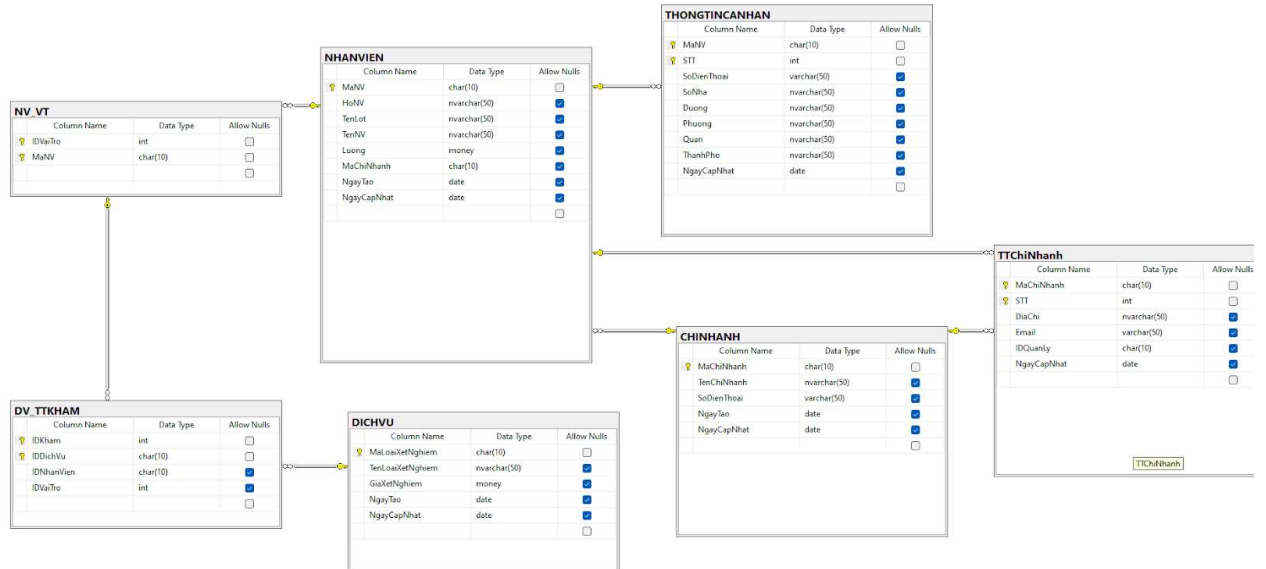 THONGTINCANHAN
Column Name Data Type Allow Nulls
MaNV char(10)
STT int
SoDienThoai varchar(50)
SoNha nvarchar(50)
Duong nvarchar(50)
Phuong nvarchar(50)
Quan nvarchar(50)
ThanhPho nvarchar(50)
NgayCapNhat date
NHANVIEN
Column Name Data Type Allow Nulls
MaNV char(10)
HoNV nvarchar(50)
TenLot nvarchar(50)
TenNV nvarchar(50)
Luong money
MaChiNhanh char(10)
NgayTao date
NgayCapNhat date
NV_VT
Column Name Data Type Allow Nulls
IDVaiTro int
MaNV char(10)
TTChiNhanh
Column Name Data Type Allow Nulls
MaChiNhanh char(10)
STT int
DiaChi nvarchar(50)
Email varchar(50)
IDQuanLy char(10)
NgayCapNhat date
TTChiNhanh
CHINHANH
Column Name Data Type Allow Nulls
MaChiNhanh char(10)
TenChiNhanh nvarchar(50)
SoDienThoai varchar(50)
NgayTao date
NgayCapNhat date
DV_TTKHAM
Column Name Data Type Allow Nulls
IDKham int
IDDichVu char(10)
IDNhanVien char(10)
IDVaiTro int
DICHVU
Column Name Data Type Allow Nulls
MaLoaiXetNghiem char(10)
TenLoaiXetNghiem nvarchar(50)
GiaXetNghiem money
NgayTao date
NgayCapNhat date